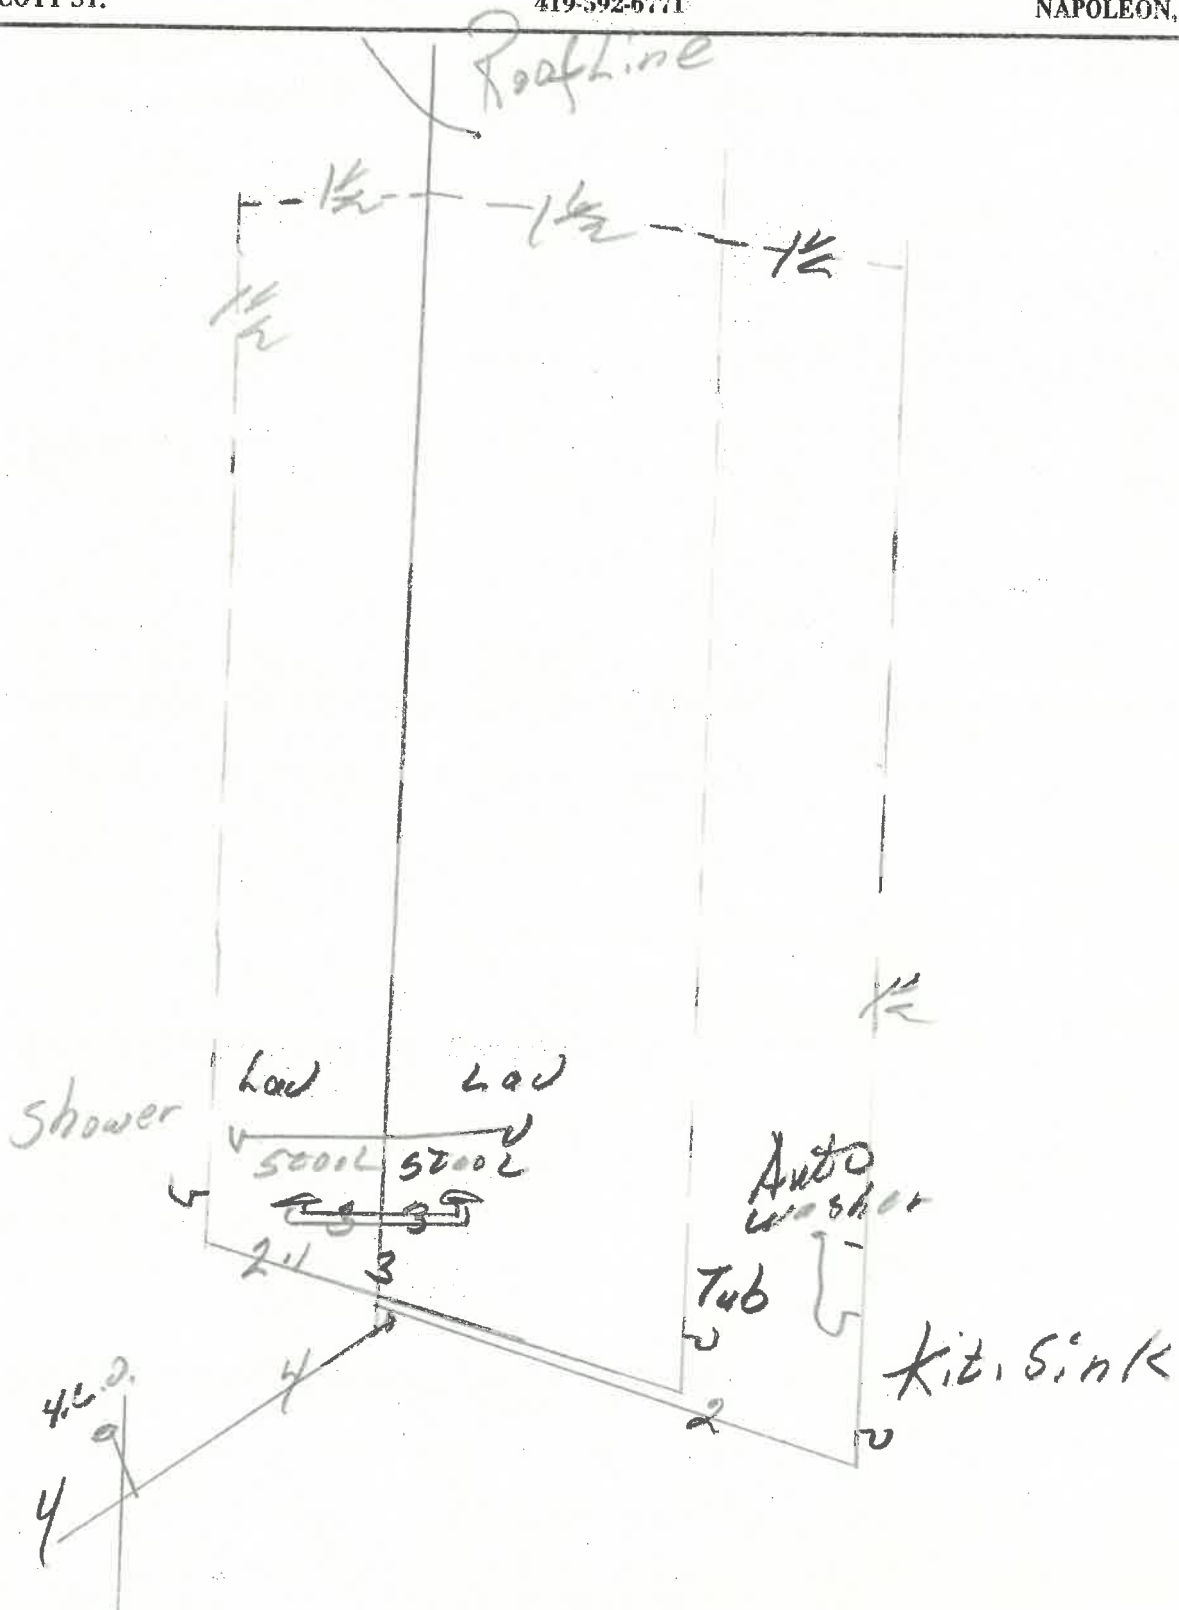 OTT ST. 419-592-6771 NAPOLEON,
Roof Line
1½ 1½ 1½
1½
1½
Lav Lav
Shower
STOOL STOOL
Auto
washer
3 3
2" 3
Tub
Kit. Sink
4
4" C.O.
2
4